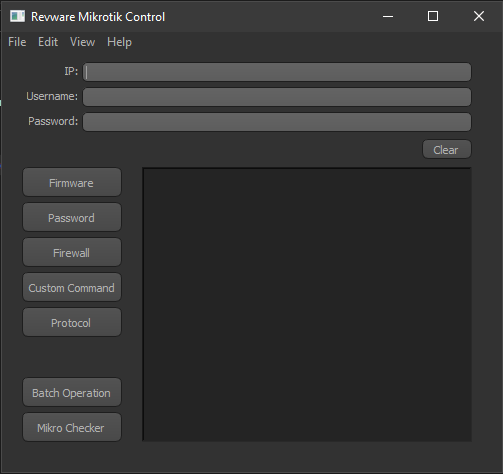 Revware Mikrotik Control
File Edit View Help
IP:
Username:
Password:
Clear
Firmware
Password
Firewall
Custom Command
Protocol
Batch Operation
Mikro Checker